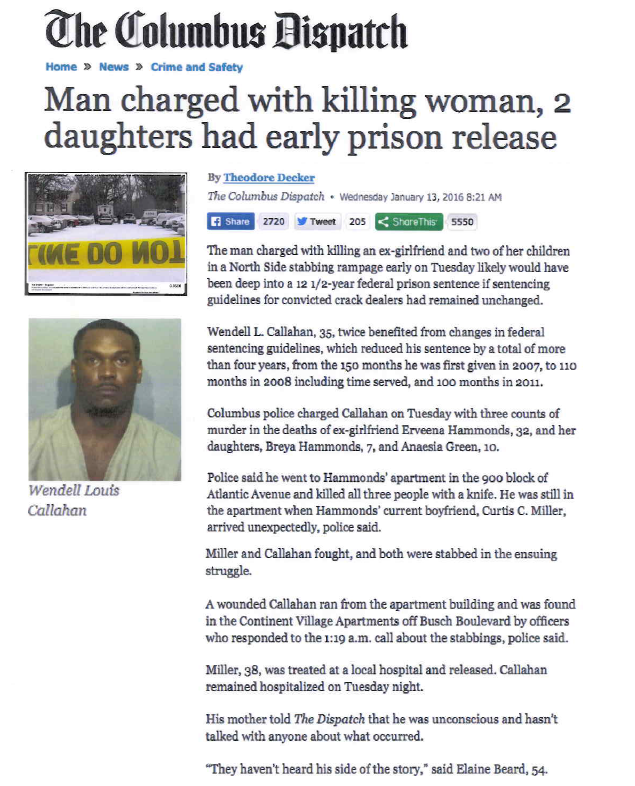 The Columbus Dispatch
Home » News » Crime and Safety
Man charged with killing woman, 2
daughters had early prison release
By Theodore Decker
The Columbus Dispatch • Wednesday January 13, 2016 8:21 AM
Share 2720 Tweet 205 ShareThis 5550
LINE DO NOT
The man charged with killing an ex-girlfriend and two of her children
in a North Side stabbing rampage early on Tuesday likely would have
been deep into a 12 1/2-year federal prison sentence if sentencing
guidelines for convicted crack dealers had remained unchanged.
Wendell L. Callahan, 35, twice benefited from changes in federal
sentencing guidelines, which reduced his sentence by a total of more
than four years, from the 150 months he was first given in 2007, to 110
months in 2008 including time served, and 100 months in 2011.
Columbus police charged Callahan on Tuesday with three counts of
murder in the deaths of ex-girlfriend Erveena Hammonds, 32, and her
daughters, Breya Hammonds, 7, and Anaesia Green, 10.
Wendell Louis
Callahan
Police said he went to Hammonds' apartment in the 900 block of
Atlantic Avenue and killed all three people with a knife. He was still in
the apartment when Hammonds' current boyfriend, Curtis C. Miller,
arrived unexpectedly, police said.
Miller and Callahan fought, and both were stabbed in the ensuing
struggle.
A wounded Callahan ran from the apartment building and was found
in the Continent Village Apartments off Busch Boulevard by officers
who responded to the 1:19 a.m. call about the stabbings, police said.
Miller, 38, was treated at a local hospital and released. Callahan
remained hospitalized on Tuesday night.
His mother told The Dispatch that he was unconscious and hasn't
talked with anyone about what occurred.
"They haven't heard his side of the story," said Elaine Beard, 54.